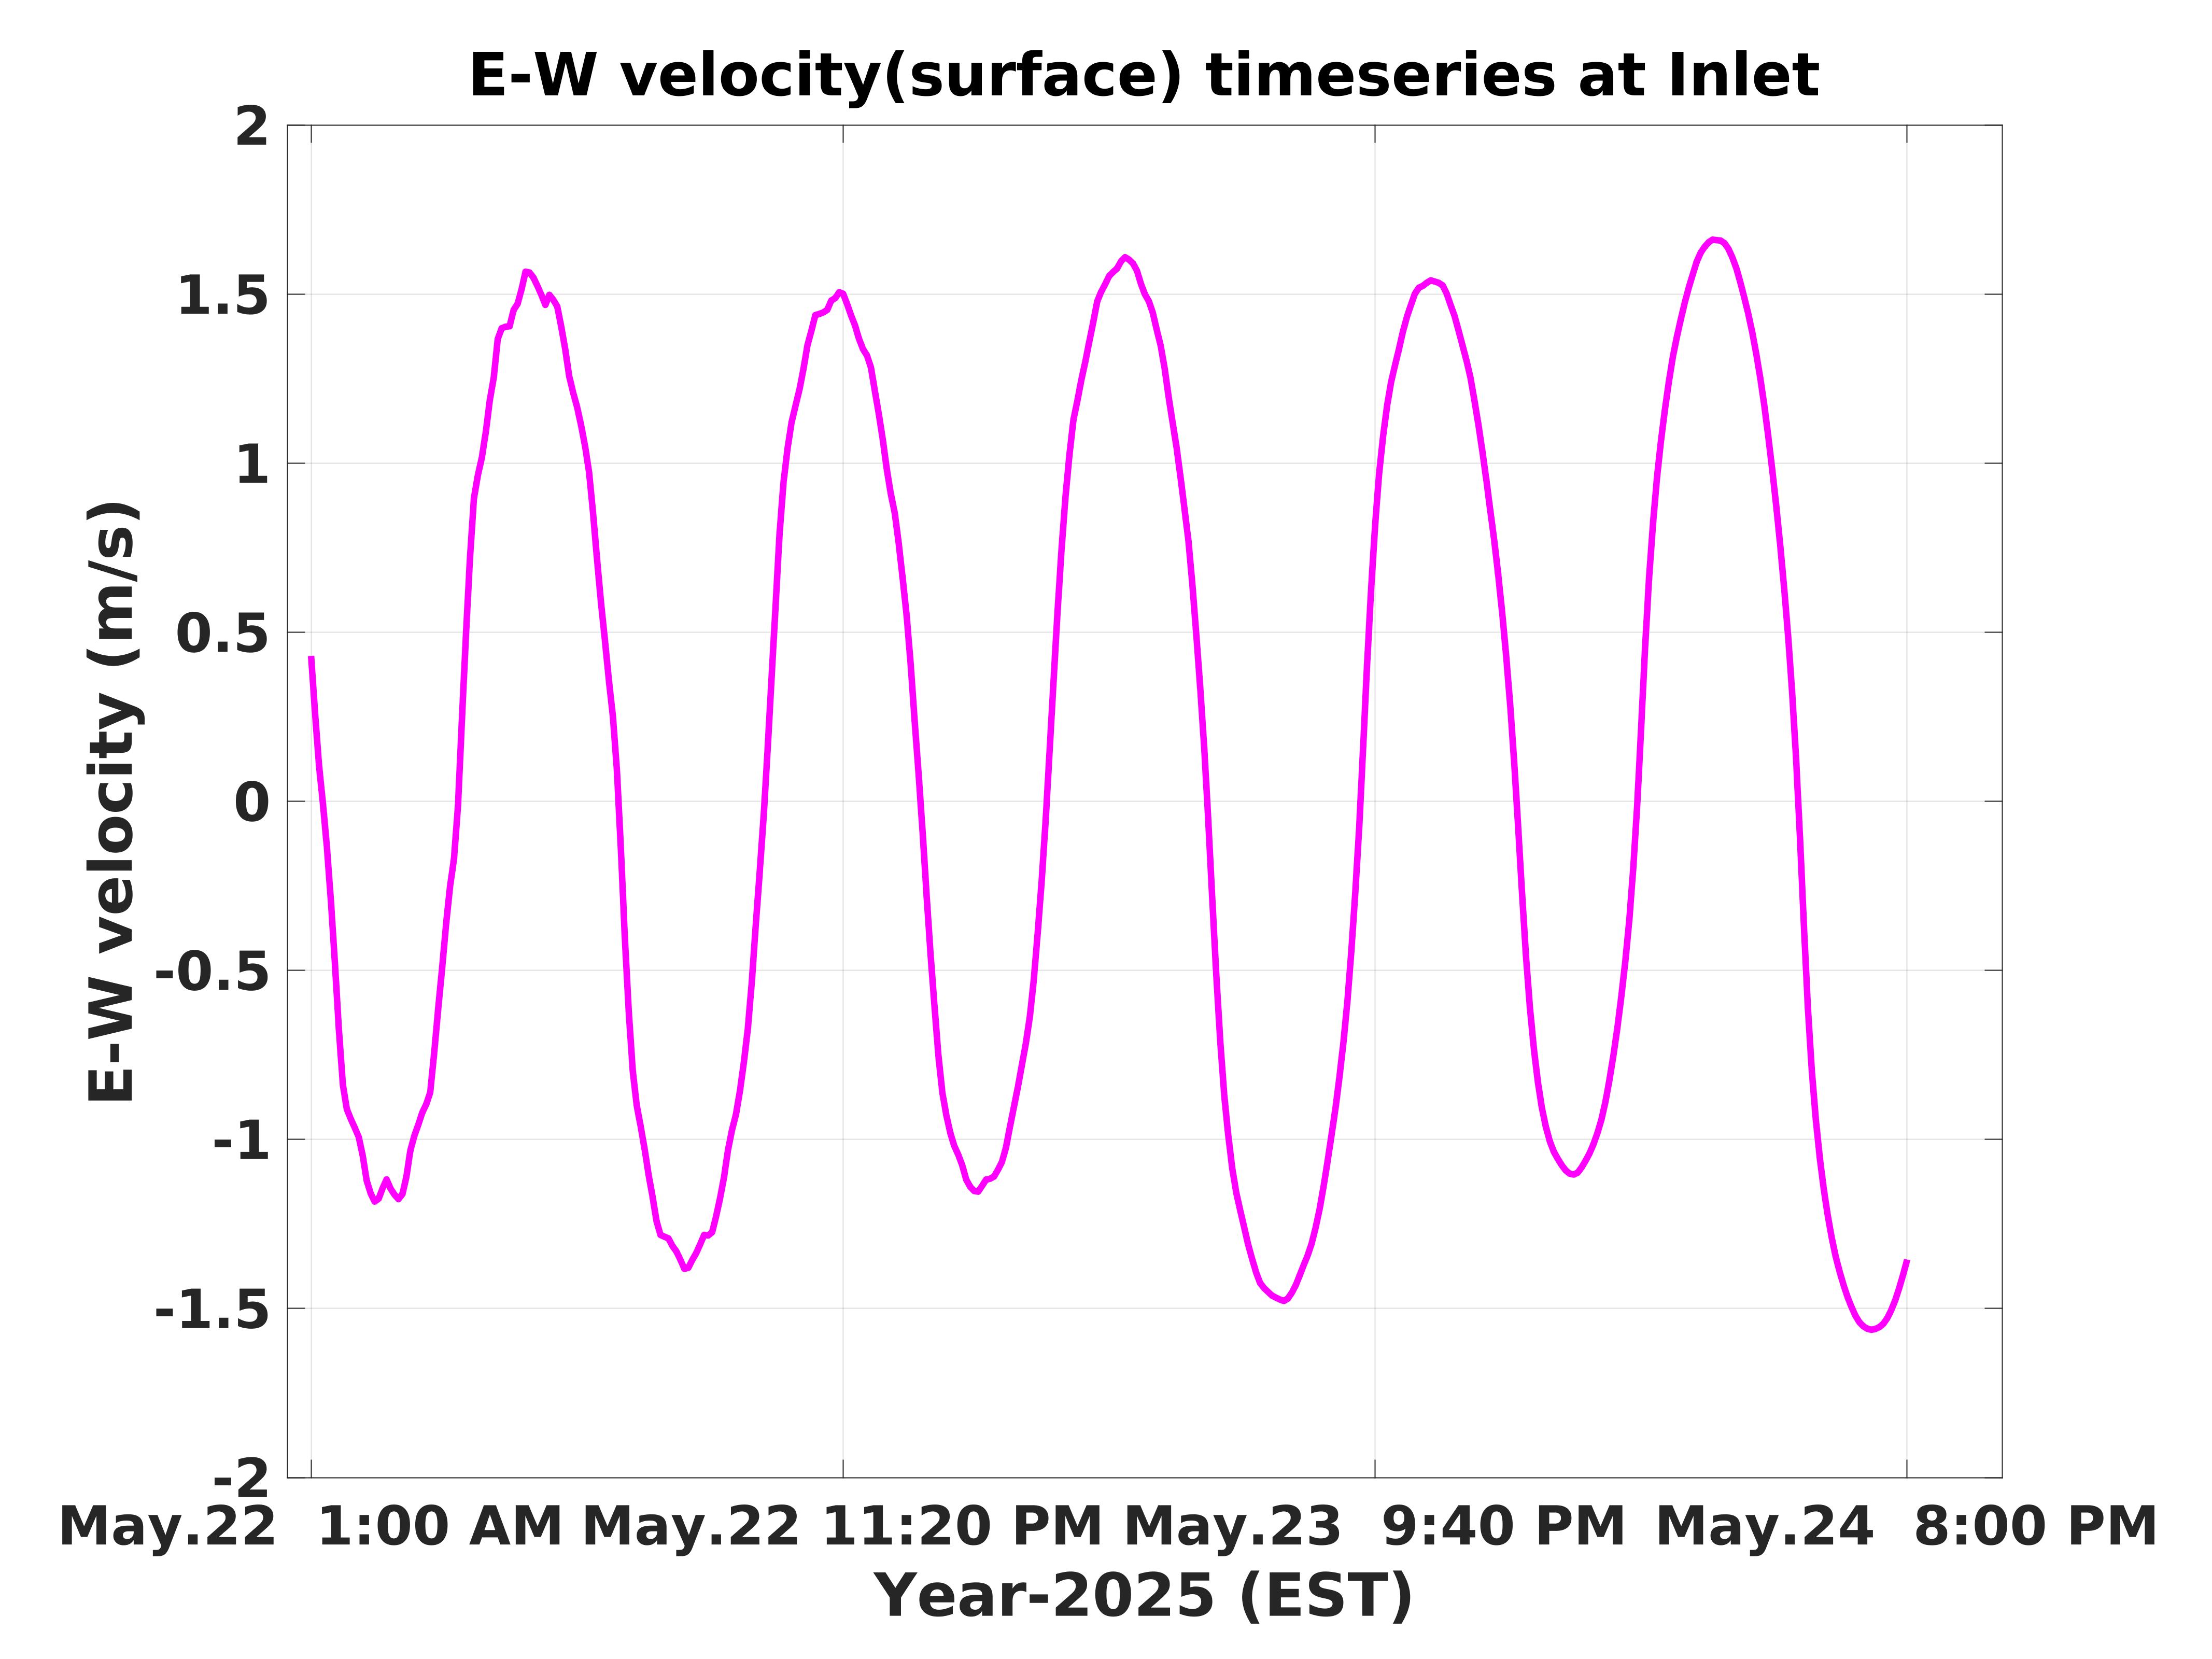 E-W velocity(surface) timeseries at Inlet
E-W velocity (m/s)
2
1.5
1
0.5
0
-0.5
-1
-1.5
-2
May.22 1:00 AM May.22 11:20 PM May.23 9:40 PM May.24 8:00 PM
Year-2025 (EST)